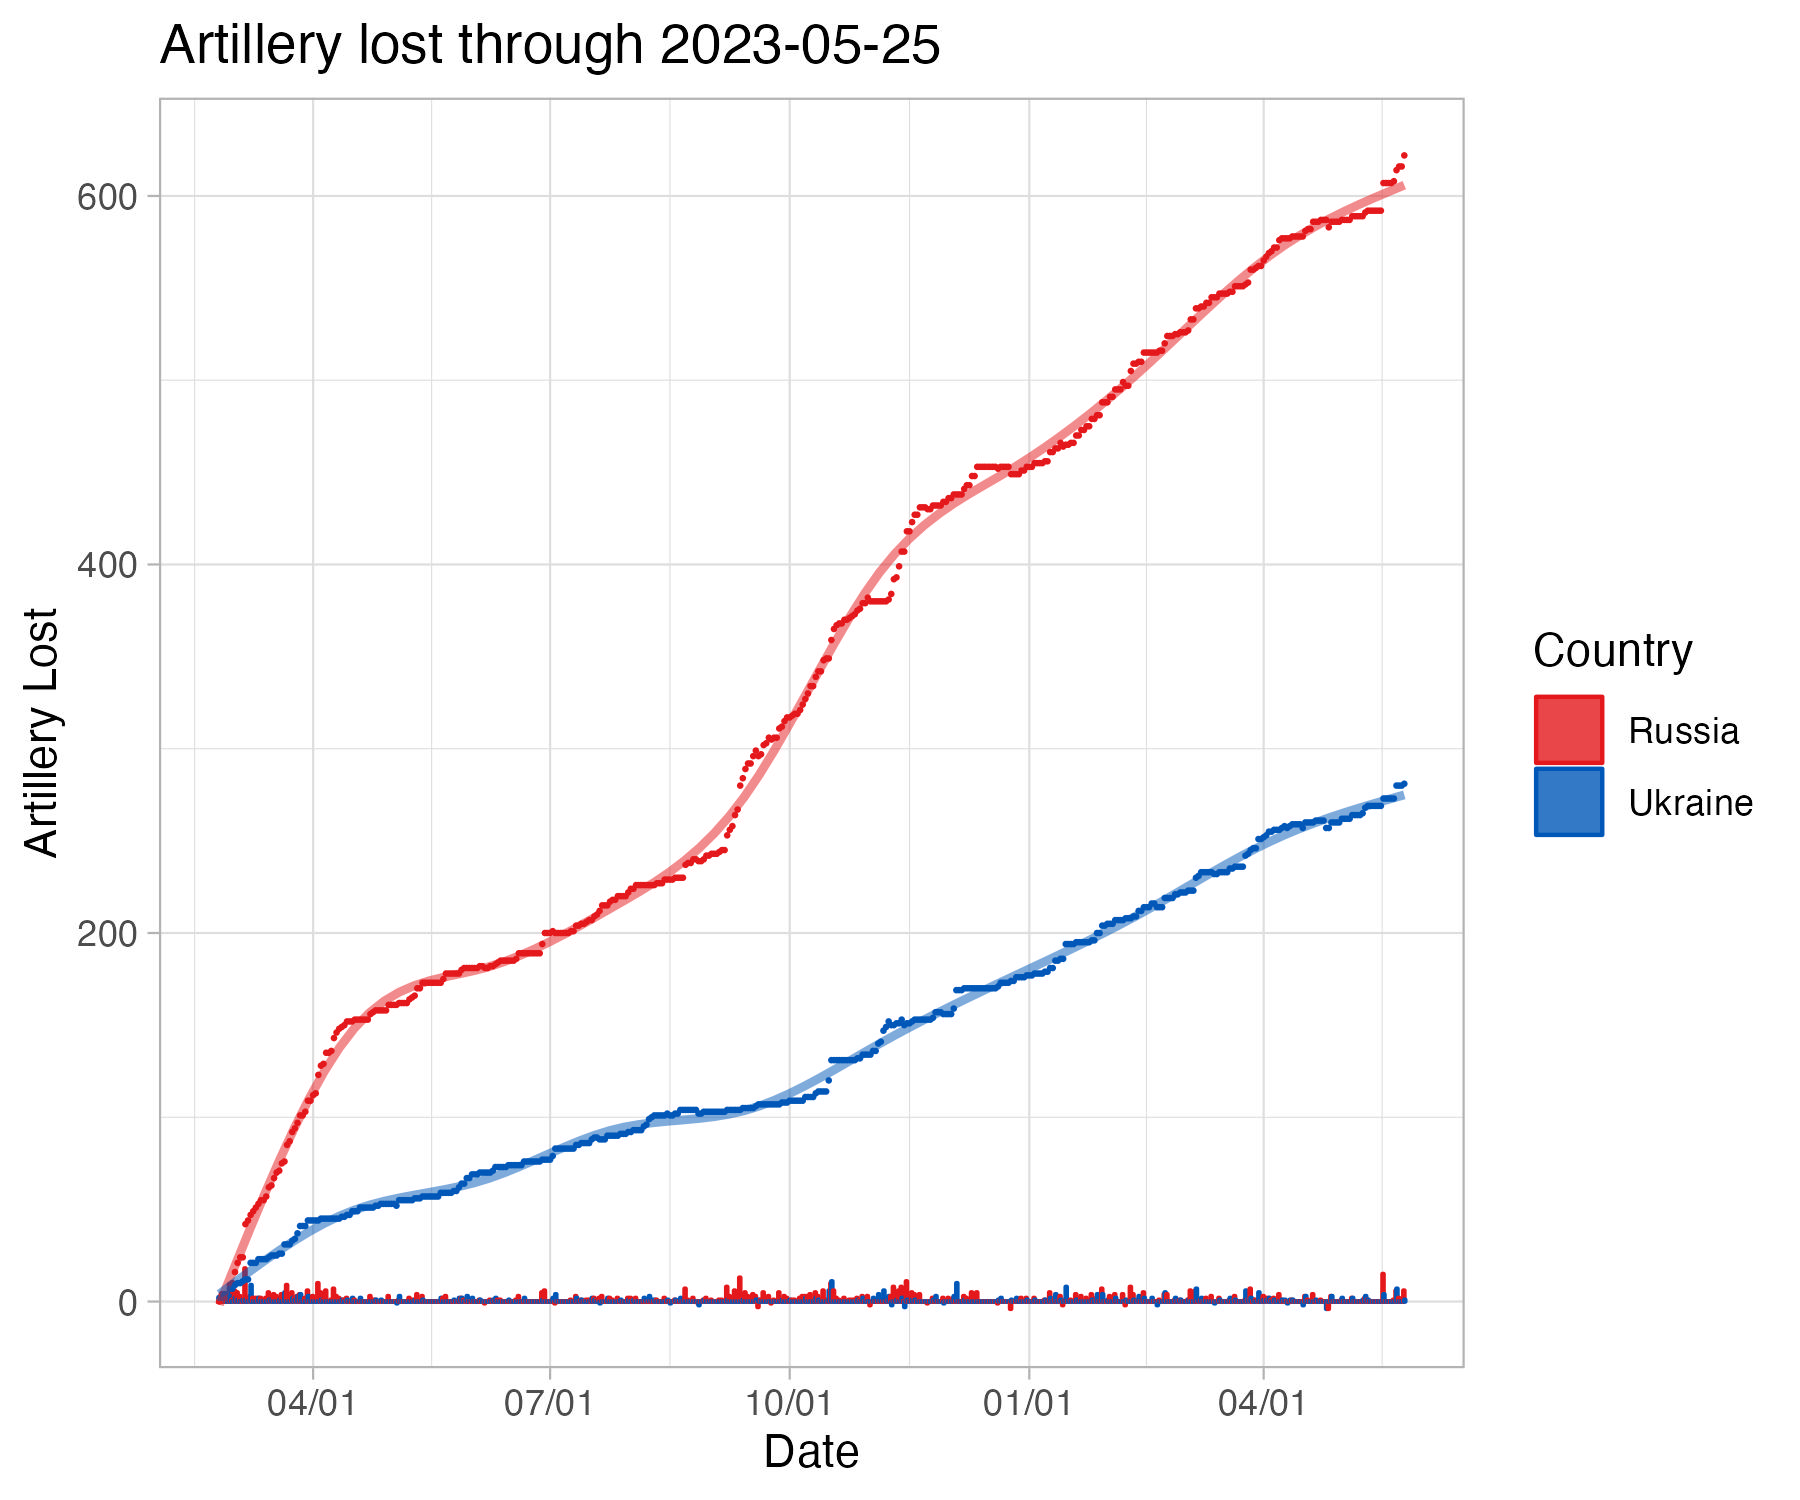 Artillery lost through 2023-05-25
Artillery Lost
600
400
200
0
04/01
07/01
10/01
01/01
04/01
Date
Country
Russia
Ukraine